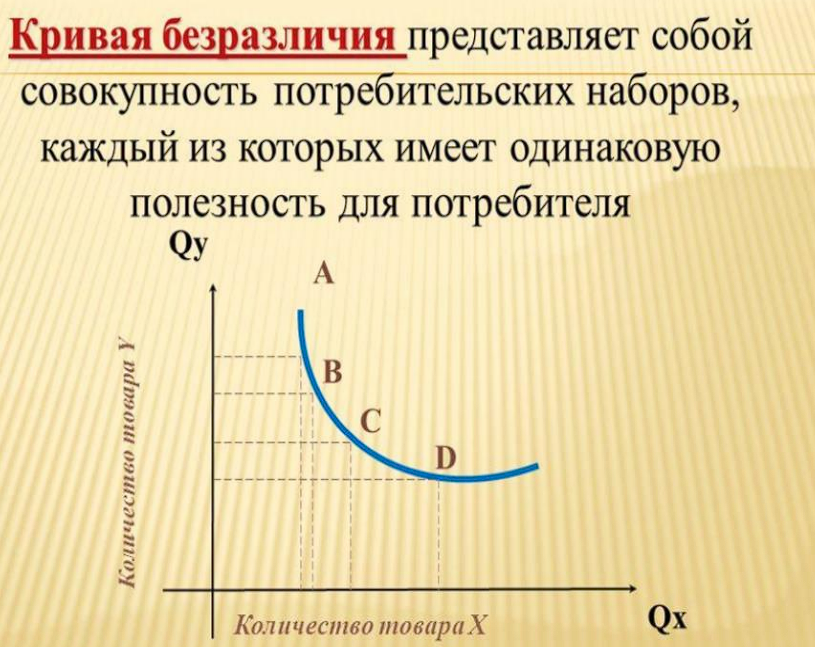 Кривая безразличия представляет собой
совокупность потребительских наборов,
каждый из которых имеет одинаковую
полезность для потребителя
Qy
A
B
C
D
Количество товара Y
Количество товара X
Qx